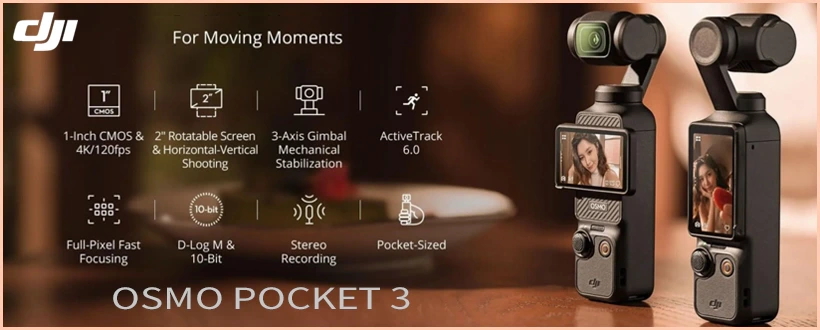 dji
For Moving Moments
1"
CMOS
1-Inch CMOS &
4K/120fps
2"
2" Rotatable Screen
& Horizontal-Vertical
Shooting
3-Axis Gimbal
Mechanical
Stabilization
ActiveTrack
6.0
Full-Pixel Fast
Focusing
10-bit
D-Log M &
10-Bit
Stereo
Recording
Pocket-Sized
OSMO POCKET 3
OSMO
dji
dji